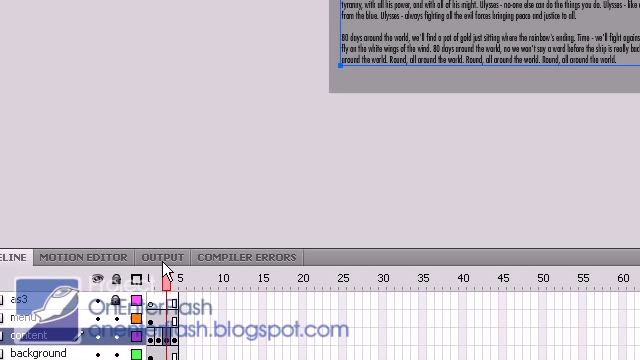 tyranny, with all his power, and with all of his might. Ulysses - no-one else can do the things you do. Ulysses - like
from the blue. Ulysses - always fighting all the evil forces bringing peace and justice to all.
80 days around the world, we'll find a pot of gold just sitting where the rainbow's ending. Time - we'll fight agains
fly on the white wings of the wind. 80 days around the world, no we won't say a word before the ship is really back
around the world. Round, all around the world. Round, all around the world. Round, all around the world.
ELINE MOTION EDITOR OUTPUT COMPILER ERRORS
5 10 15 20 25 30 35 40 45 50 55 60
as3
OnEnterFlash
menu
onenterflash.blogspot.com
content
background